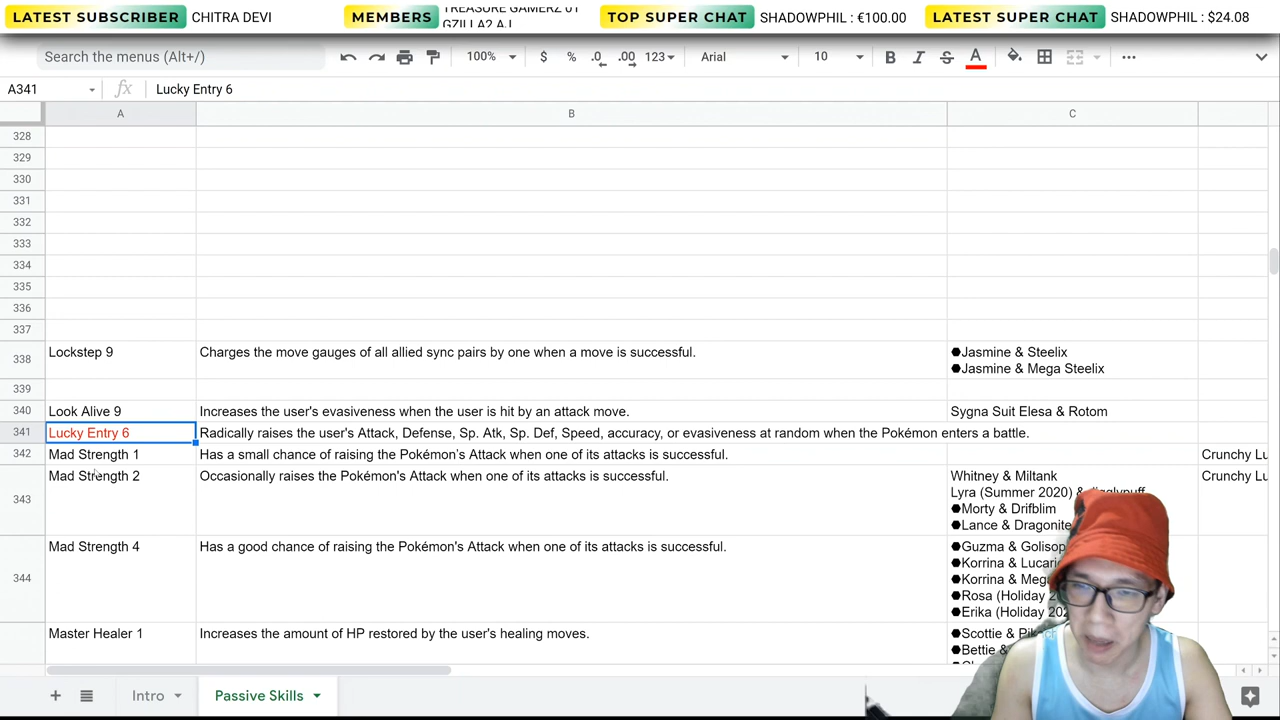 LATEST SUBSCRIBER CHITRA DEVI
MEMBERS
TOP SUPER CHAT SHADOWPHIL : €100.00
LATEST SUPER CHAT SHADOWPHIL : $24.08
Search the menus (Alt+/)
100% $ % .0 .00 123 Arial 10 B I S A
A341 fx Lucky Entry 6
A B C
328
329
330
331
332
333
334
335
336
337
338 Lockstep 9 Charges the move gauges of all allied sync pairs by one when a move is successful. ●Jasmine & Steelix
●Jasmine & Mega Steelix
339
340 Look Alive 9 Increases the user's evasiveness when the user is hit by an attack move. Sygna Suit Elesa & Rotom
341 Lucky Entry 6 Radically raises the user's Attack, Defense, Sp. Atk, Sp. Def, Speed, accuracy, or evasiveness at random when the Pokémon enters a battle.
342 Mad Strength 1 Has a small chance of raising the Pokémon's Attack when one of its attacks is successful. Crunchy Lu
343 Mad Strength 2 Occasionally raises the Pokémon's Attack when one of its attacks is successful. Whitney & Miltank Crunchy Lu
Lyra (Summer 2020) &
●Morty & Drifblim
●Lance & Dragonite
344 Mad Strength 4 Has a good chance of raising the Pokémon's Attack when one of its attacks is successful. ●Guzma & Golisop
●Korrina & Lucario
●Korrina & Meg
●Rosa (Holiday 2
●Erika (Holiday 202
Master Healer 1 Increases the amount of HP restored by the user's healing moves. ●Scottie & Pi
●Bettie &
+ Intro Passive Skills